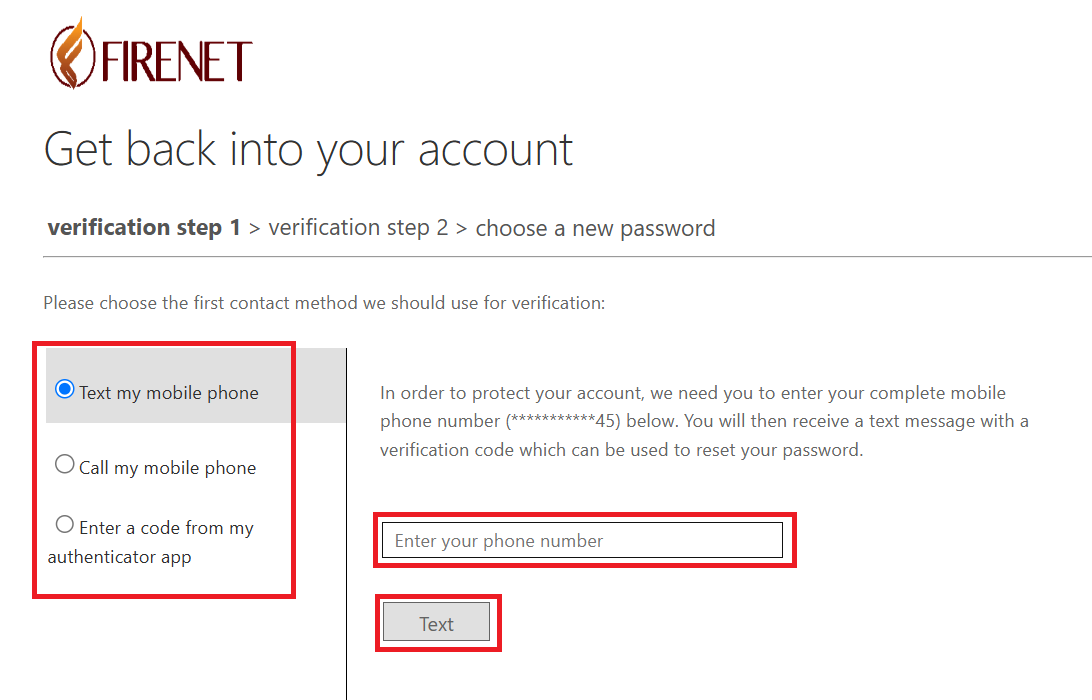 FIRENET
Get back into your account
verification step 1 > verification step 2 > choose a new password
Please choose the first contact method we should use for verification:
Text my mobile phone
Call my mobile phone
Enter a code from my
authenticator app
In order to protect your account, we need you to enter your complete mobile
phone number (***********45) below. You will then receive a text message with a
verification code which can be used to reset your password.
Enter your phone number
Text